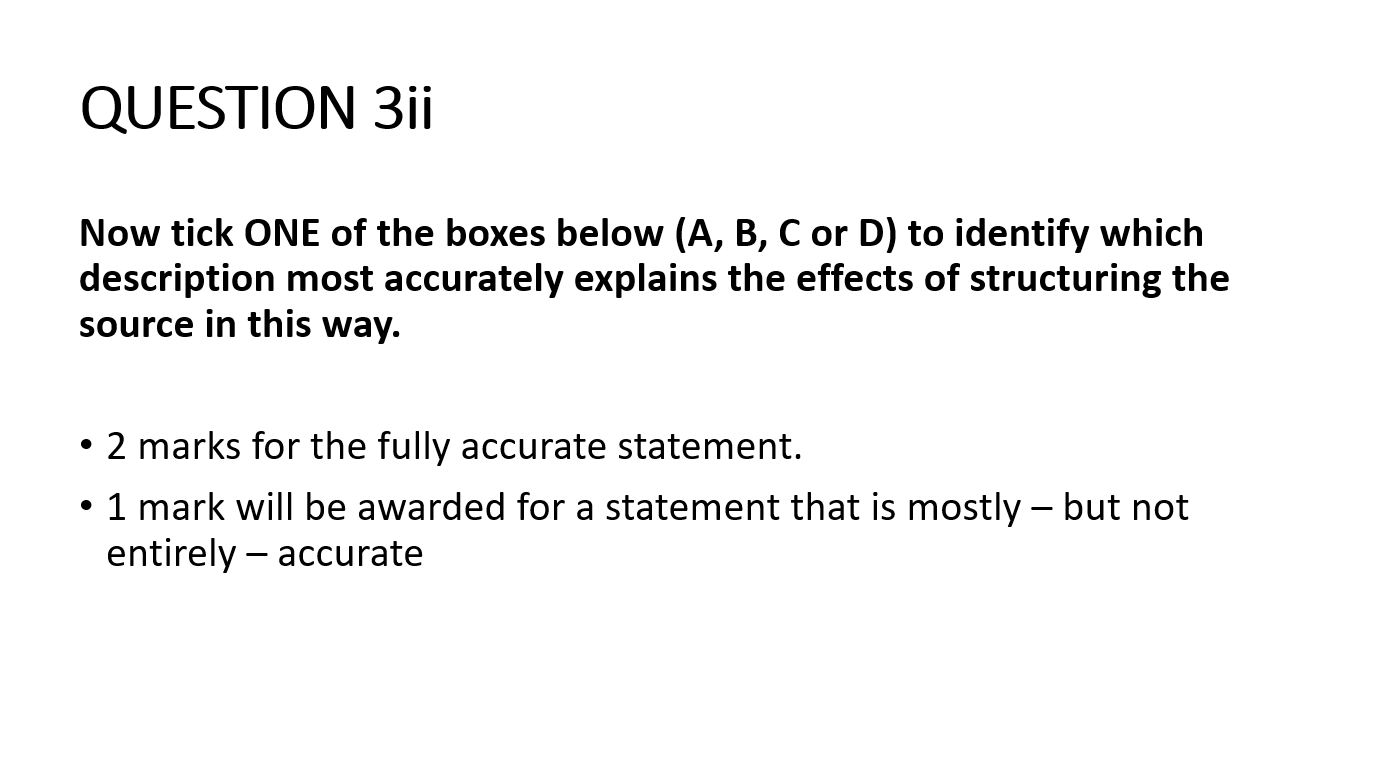 QUESTION 3ii
Now tick ONE of the boxes below (A, B, C or D) to identify which
description most accurately explains the effects of structuring the
source in this way.
• 2 marks for the fully accurate statement.
• 1 mark will be awarded for a statement that is mostly – but not
entirely – accurate